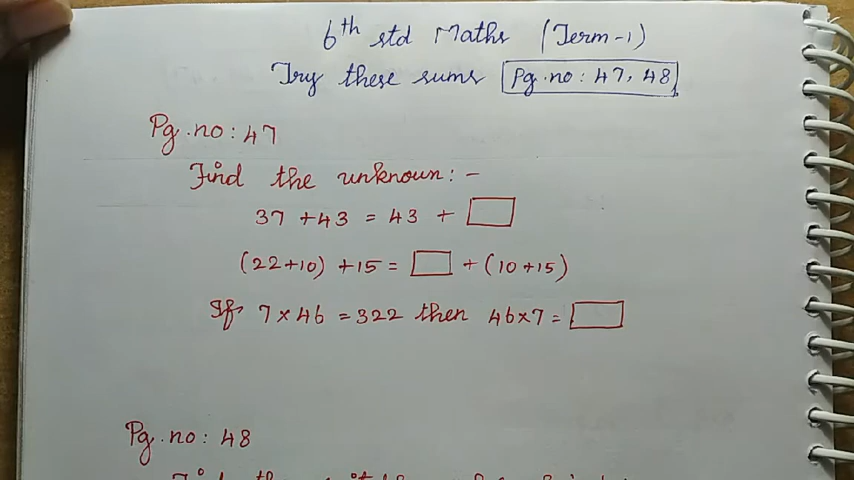 6th std Maths (Term-1)
Try these sums Pg.no: 47, 48
Pg.no: 47
Find the unknown:-
37 + 43 = 43 +
(22+10) + 15 = + (10+15)
If 7 × 46 = 322 then 46×7 =
Pg.no: 48